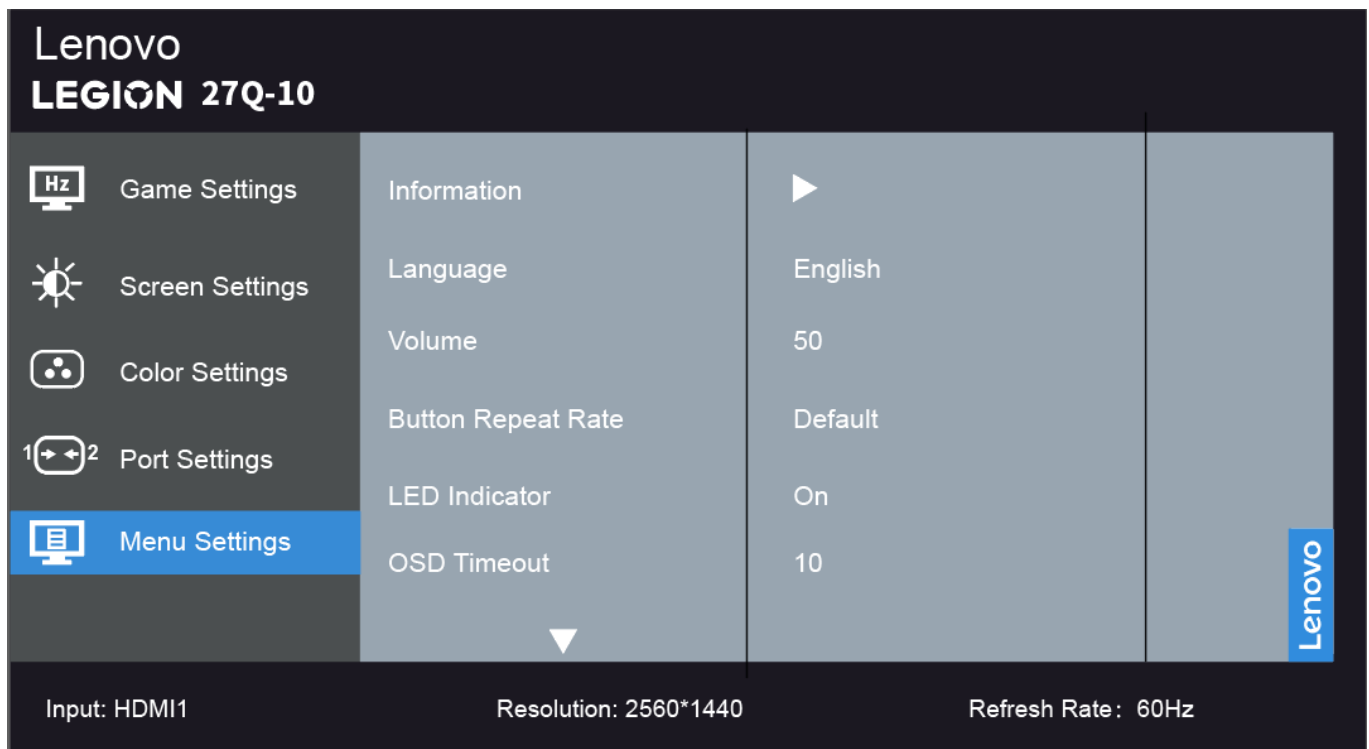 Lenovo
LEGION 27Q-10
Hz
Game Settings
Screen Settings
Color Settings
1 2 Port Settings
Menu Settings
Information
Language English
Volume 50
Button Repeat Rate Default
LED Indicator On
OSD Timeout 10
Lenovo
Input: HDMI1 Resolution: 2560*1440 Refresh Rate: 60Hz